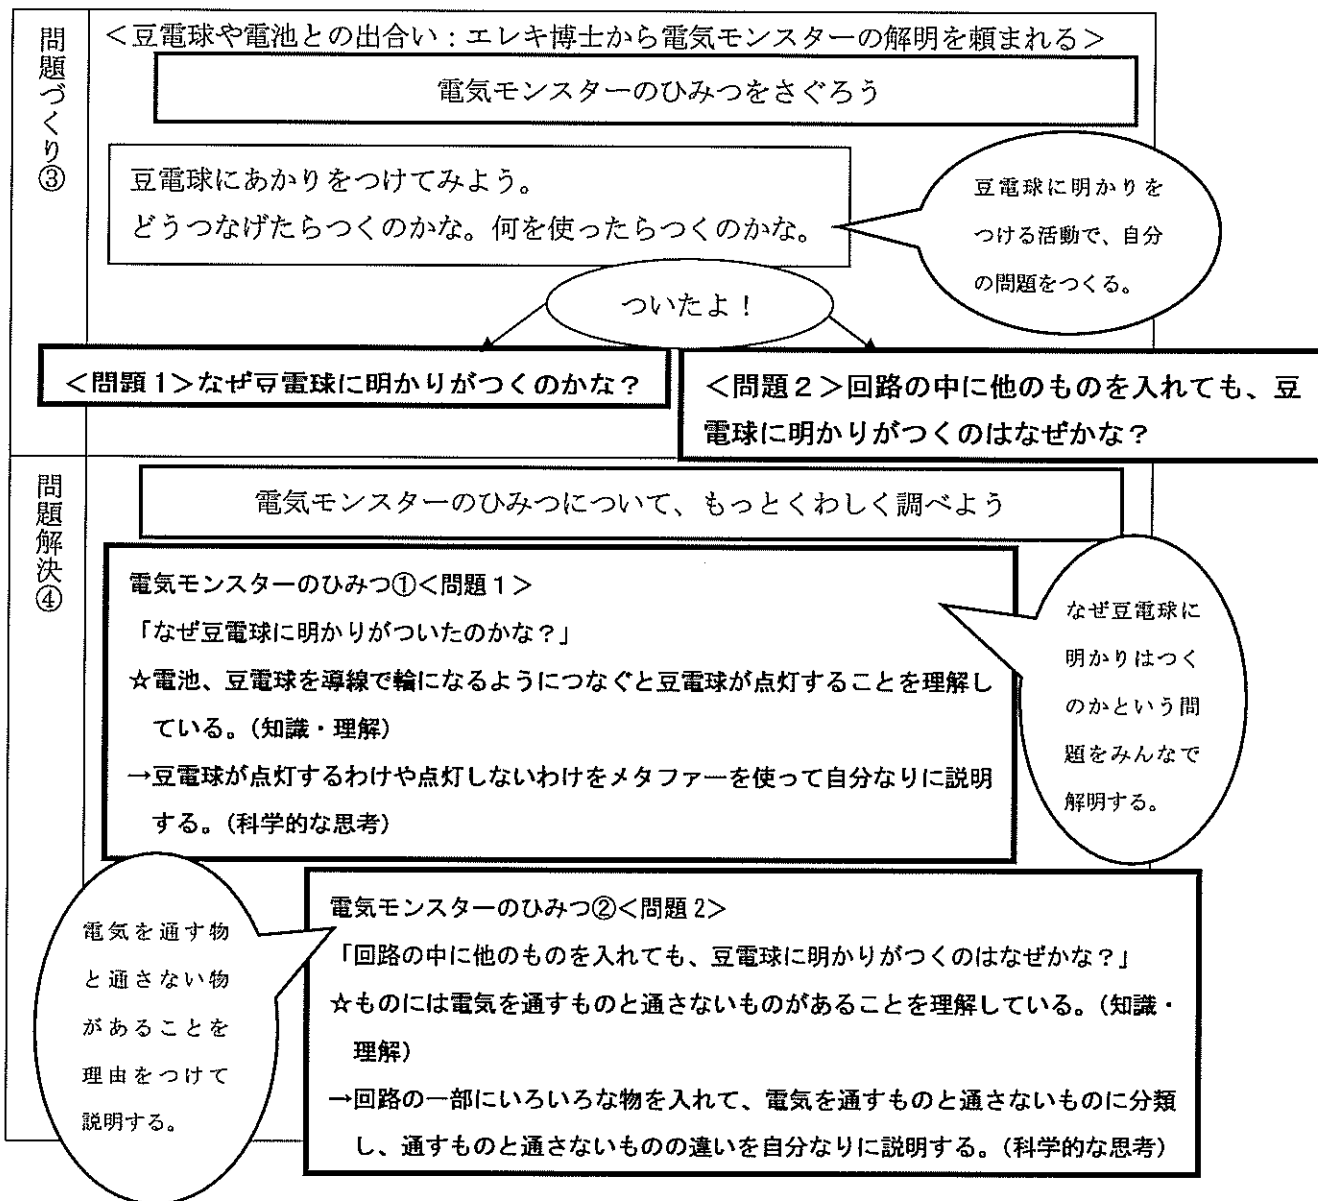 問題づくり③
<豆電球や電池との出合い:エレキ博士から電気モンスターの解明を頼まれる>
電気モンスターのひみつをさぐろう
豆電球にあかりをつけてみよう。
どうつなげたらつくのかな。何を使ったらつくのかな。
豆電球に明かりを
つける活動で、自分
の問題をつくる。
ついたよ!
<問題1>なぜ豆電球に明かりがつくのかな?
<問題2>回路の中に他のものを入れても、豆
電球に明かりがつくのはなぜかな?
問題解決④
電気モンスターのひみつについて、もっとくわしく調べよう
電気モンスターのひみつ①<問題1>
「なぜ豆電球に明かりがついたのかな?」
☆電池、豆電球を導線で輪になるようにつなぐと豆電球が点灯することを理解し
ている。(知識・理解)
→豆電球が点灯するわけや点灯しないわけをメタファーを使って自分なりに説明
する。(科学的な思考)
なぜ豆電球に
明かりはつく
のかという問
題をみんなで
解明する。
電気を通す物
と通さない物
があることを
理由をつけて
説明する。
電気モンスターのひみつ②<問題2>
「回路の中に他のものを入れても、豆電球に明かりがつくのはなぜかな?」
☆ものには電気を通すものと通さないものがあることを理解している。(知識・
理解)
→回路の一部にいろいろな物を入れて、電気を通すものと通さないものに分類
し、通すものと通さないものの違いを自分なりに説明する。(科学的な思考)